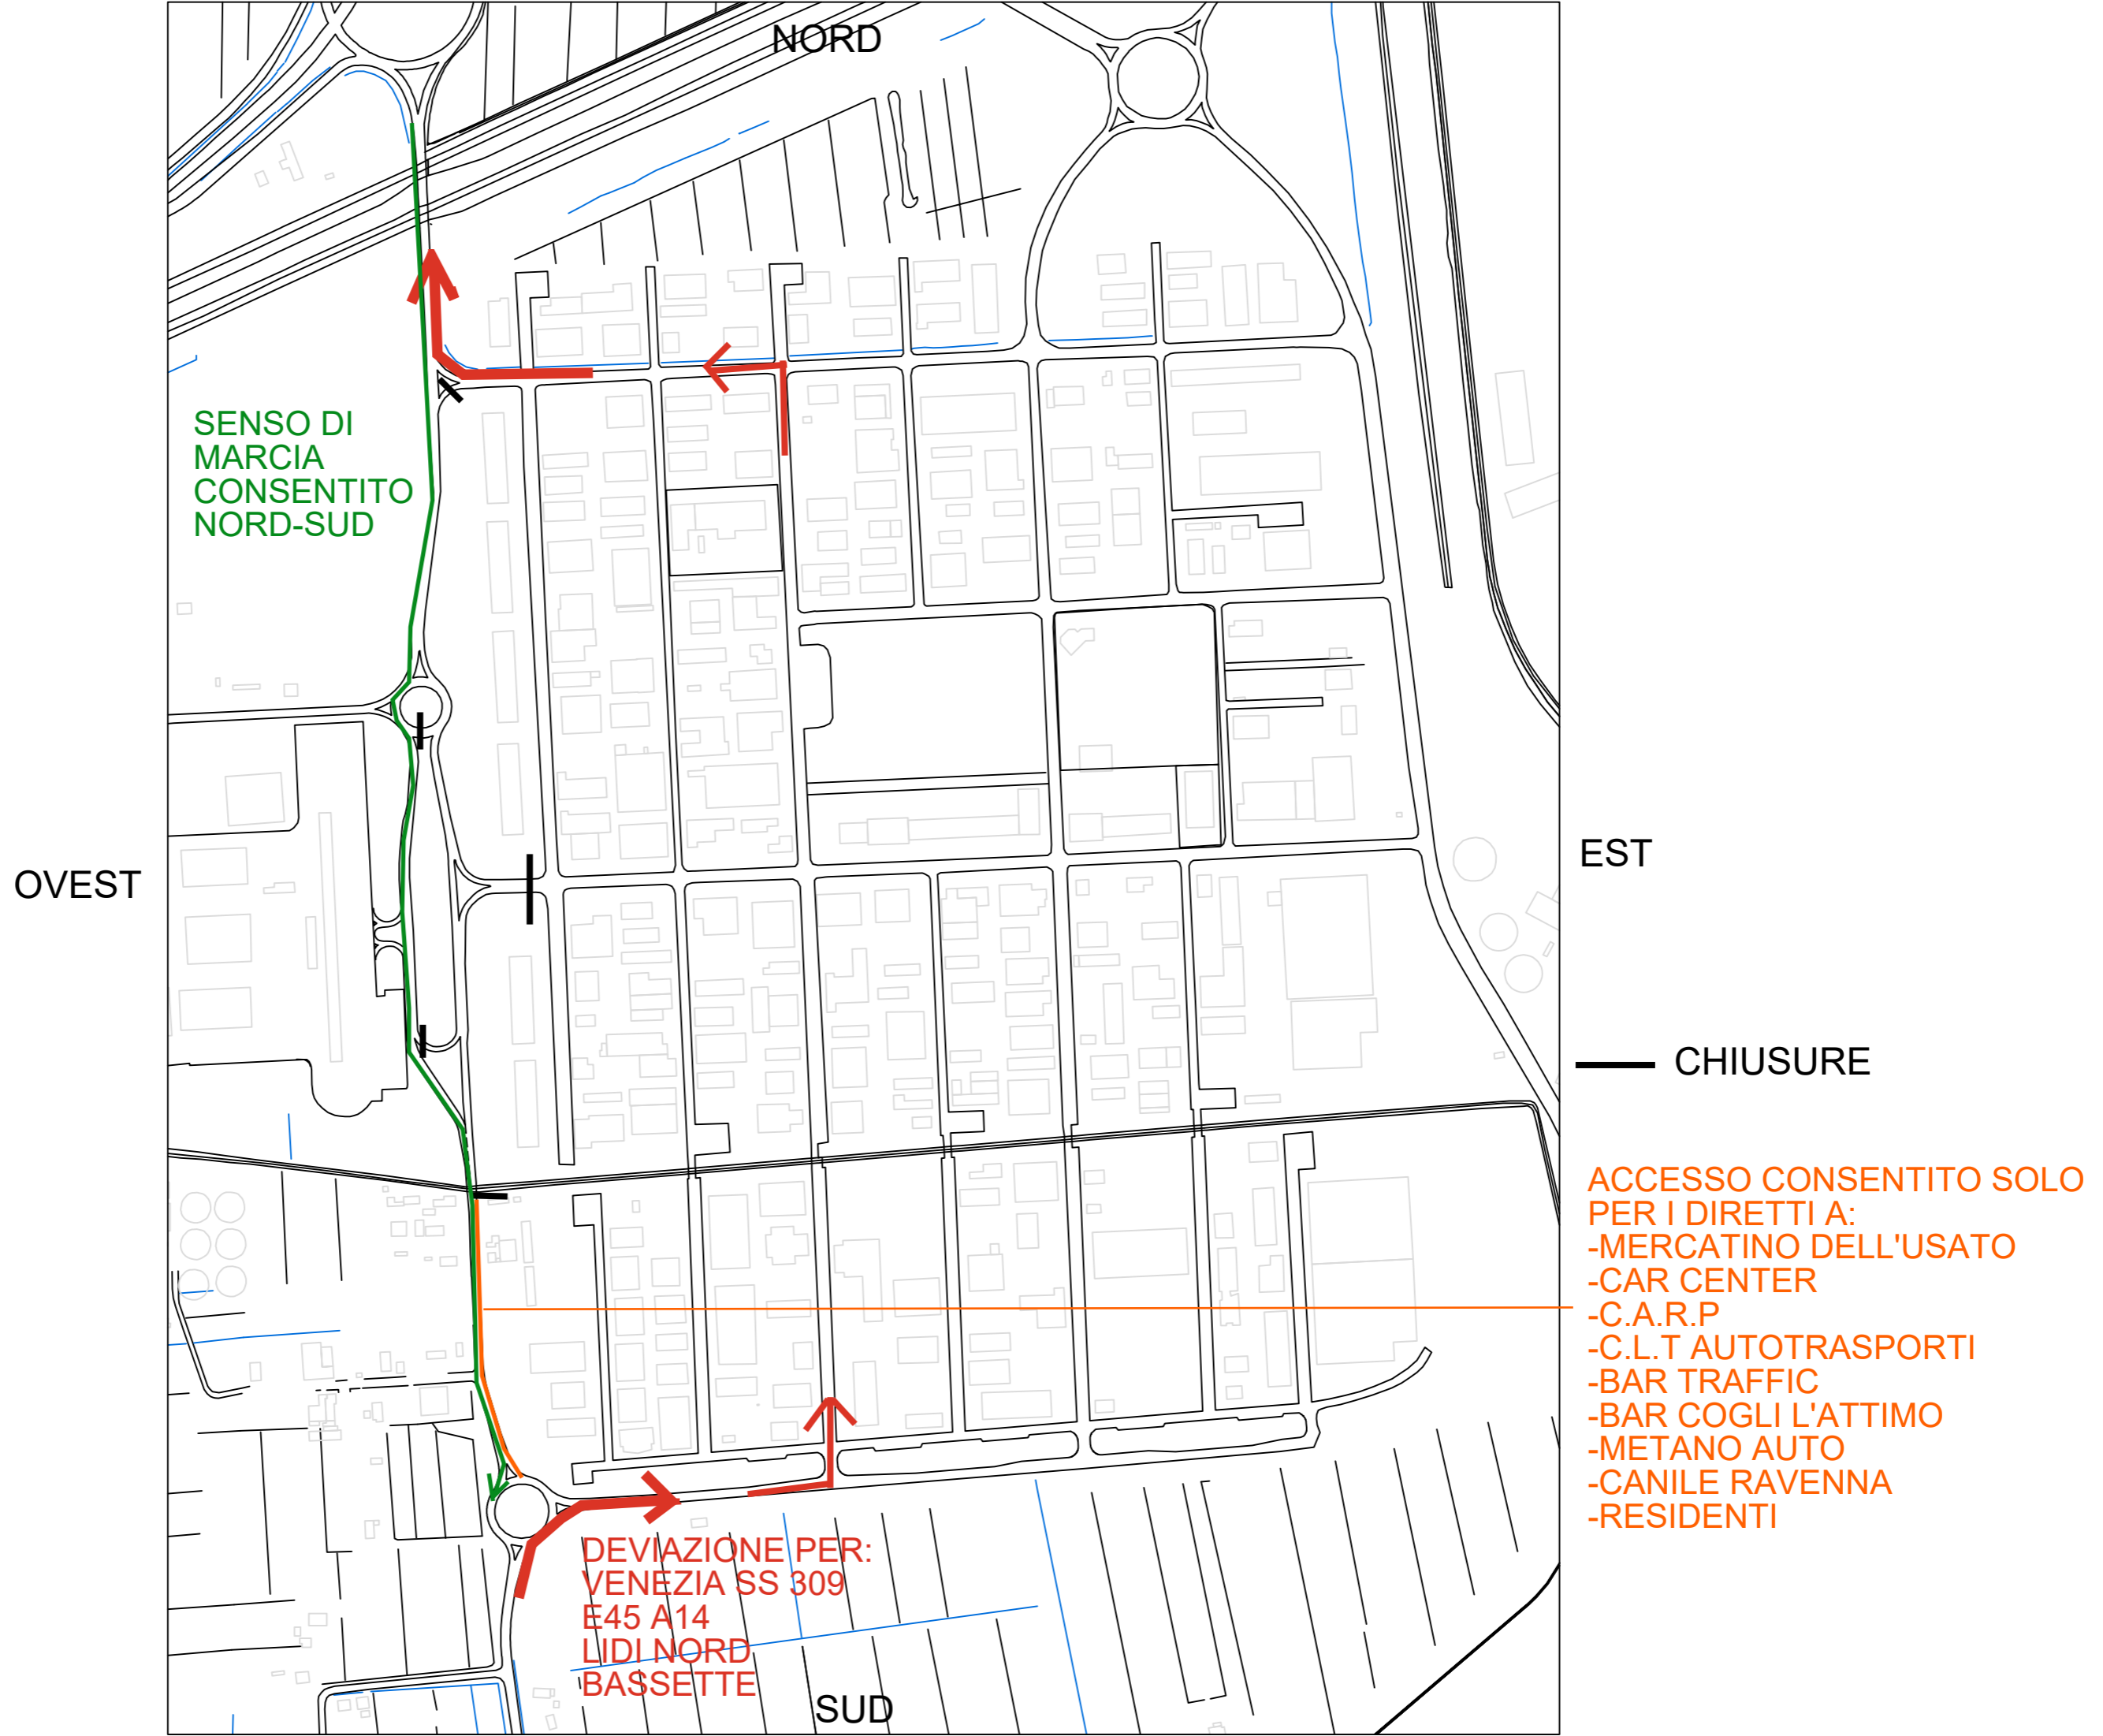 NORD
SENSO DI
MARCIA
CONSENTITO
NORD-SUD
OVEST
EST
CHIUSURE
ACCESSO CONSENTITO SOLO
PER I DIRETTI A:
-MERCATINO DELL'USATO
-CAR CENTER
-C.A.R.P
-C.L.T AUTOTRASPORTI
-BAR TRAFFIC
-BAR COGLI L'ATTIMO
-METANO AUTO
-CANILE RAVENNA
-RESIDENTI
DEVIAZIONE PER:
VENEZIA SS 309
E45 A14
LIDI NORD
BASSETTE
SUD